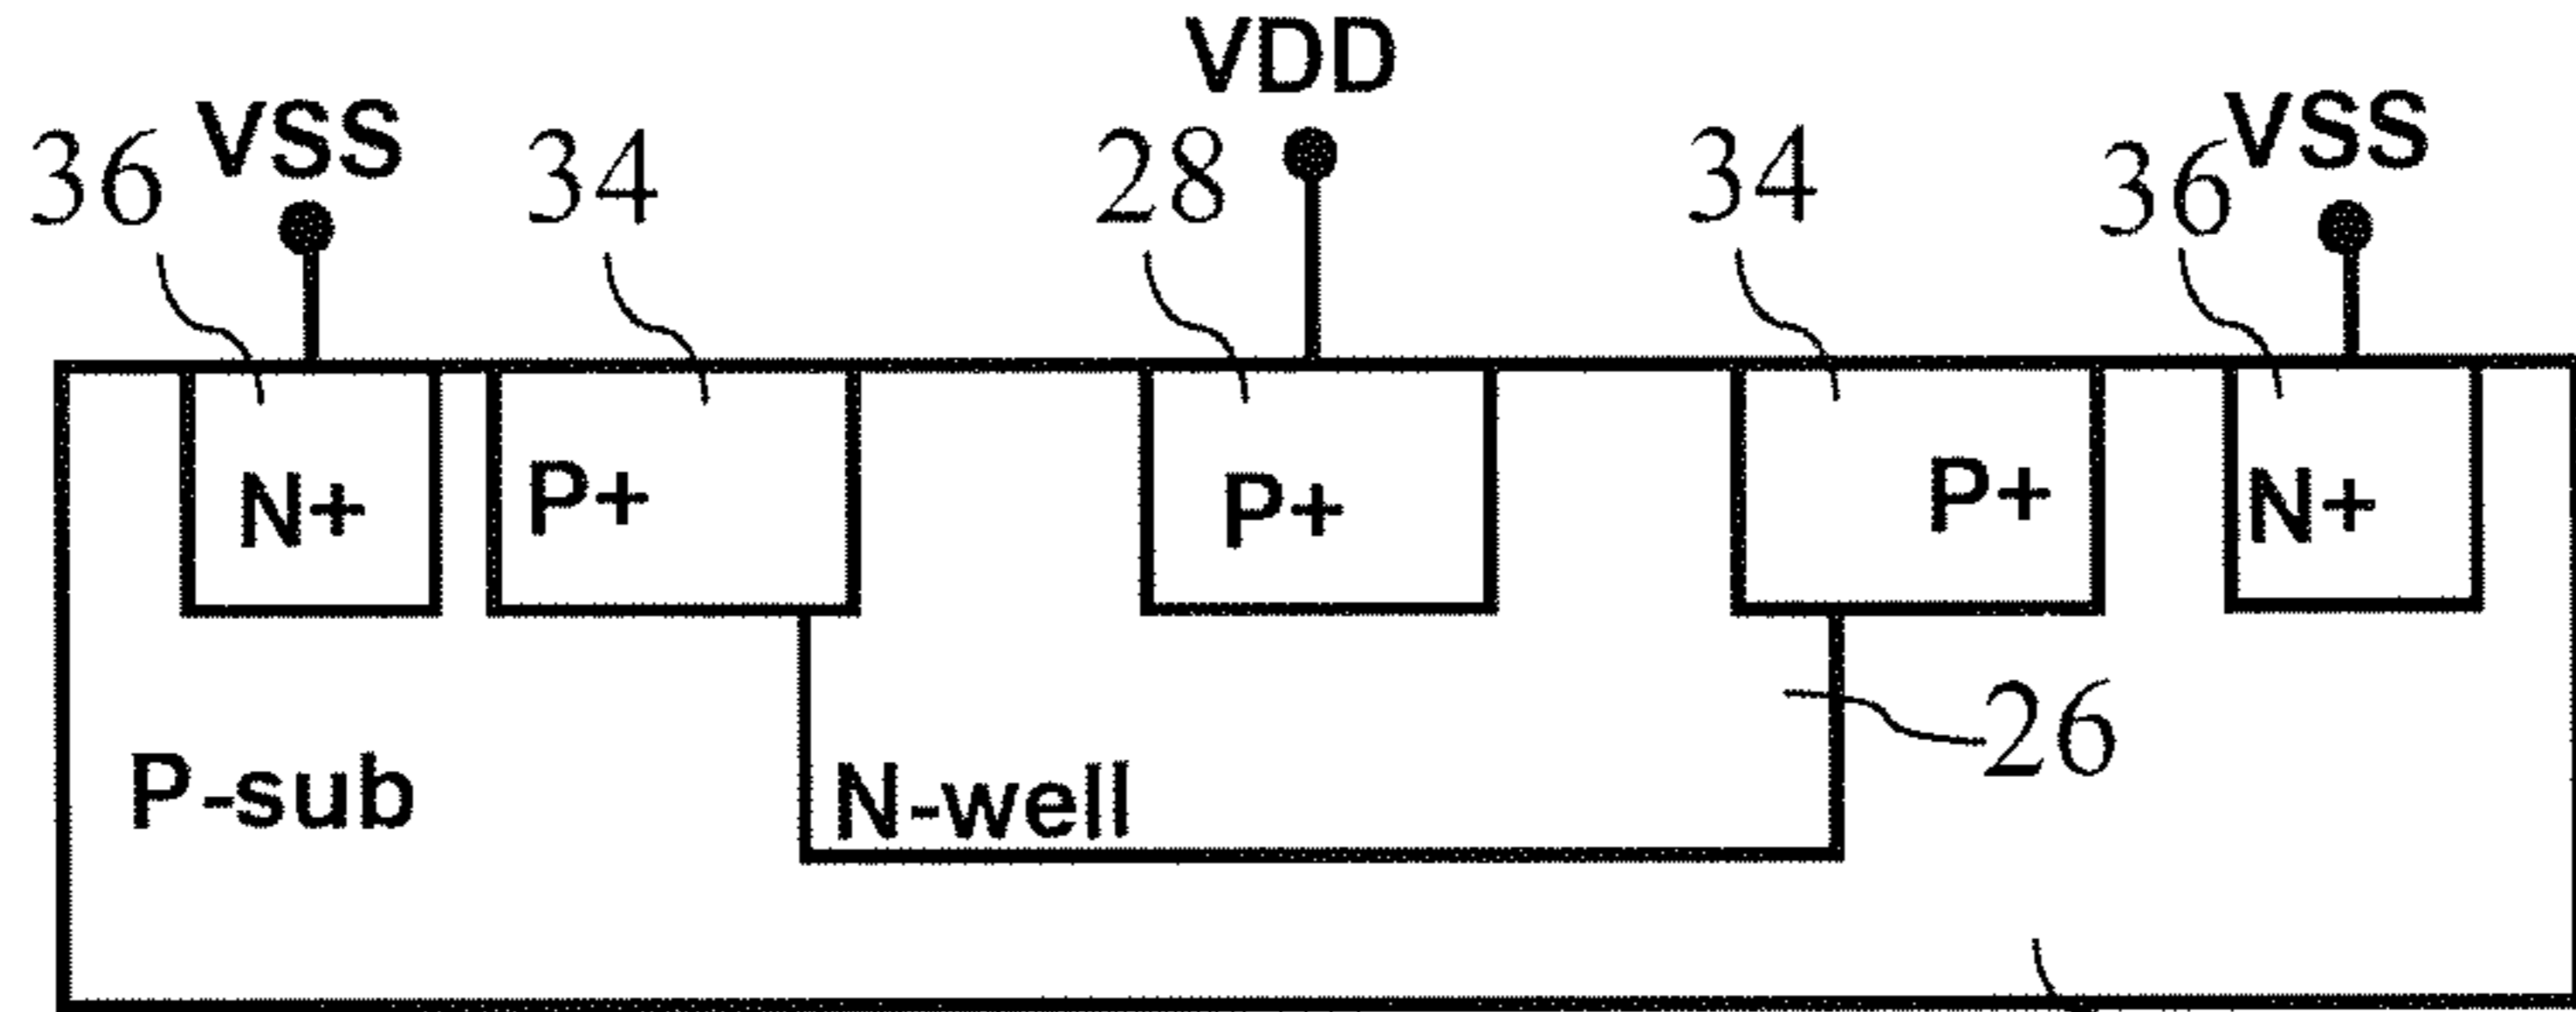 VDD
36 VSS 34 28 34 36 VSS
N+ P+ P+ P+ N+
26
P-sub N-well